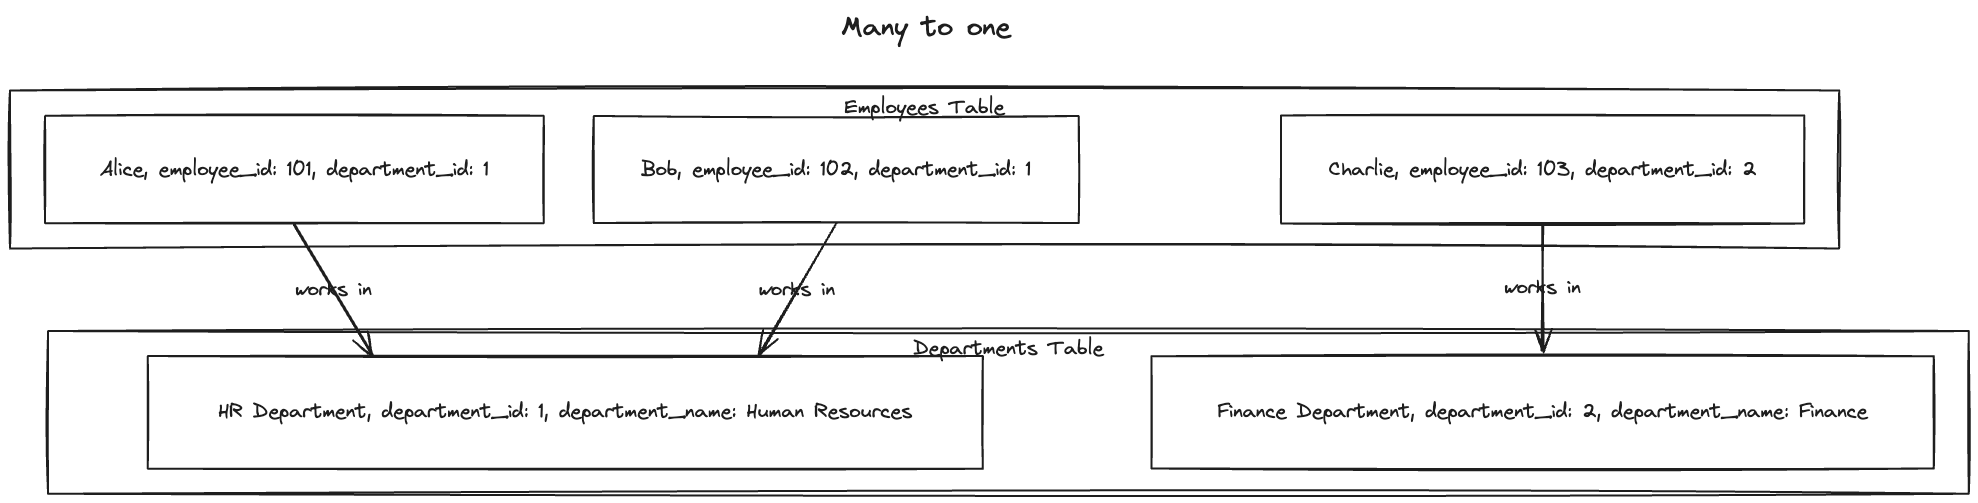 Many to one
Employees Table
Alice, employee_id: 101, department_id: 1
Bob, employee_id: 102, department_id: 1
Charlie, employee_id: 103, department_id: 2
works in
works in
works in
Departments Table
HR Department, department_id: 1, department_name: Human Resources
Finance Department, department_id: 2, department_name: Finance